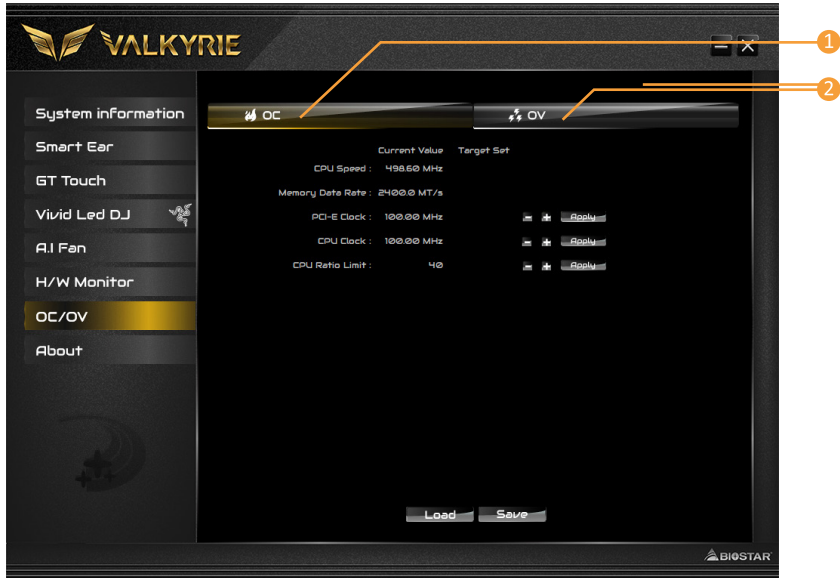 VALKYRIE
1
2
System information
Smart Ear
GT Touch
Vivid Led DJ
A.I Fan
H/W Monitor
OC/OV
About
OC
OV
Current Value Target Set
CPU Speed : 498.60 MHz
Memory Data Rate : 2400.0 MT/s
PCI-E Clock : 100.00 MHz - + Apply
CPU Clock : 100.00 MHz - + Apply
CPU Ratio Limit : 40 - + Apply
Load Save
BIOSTAR